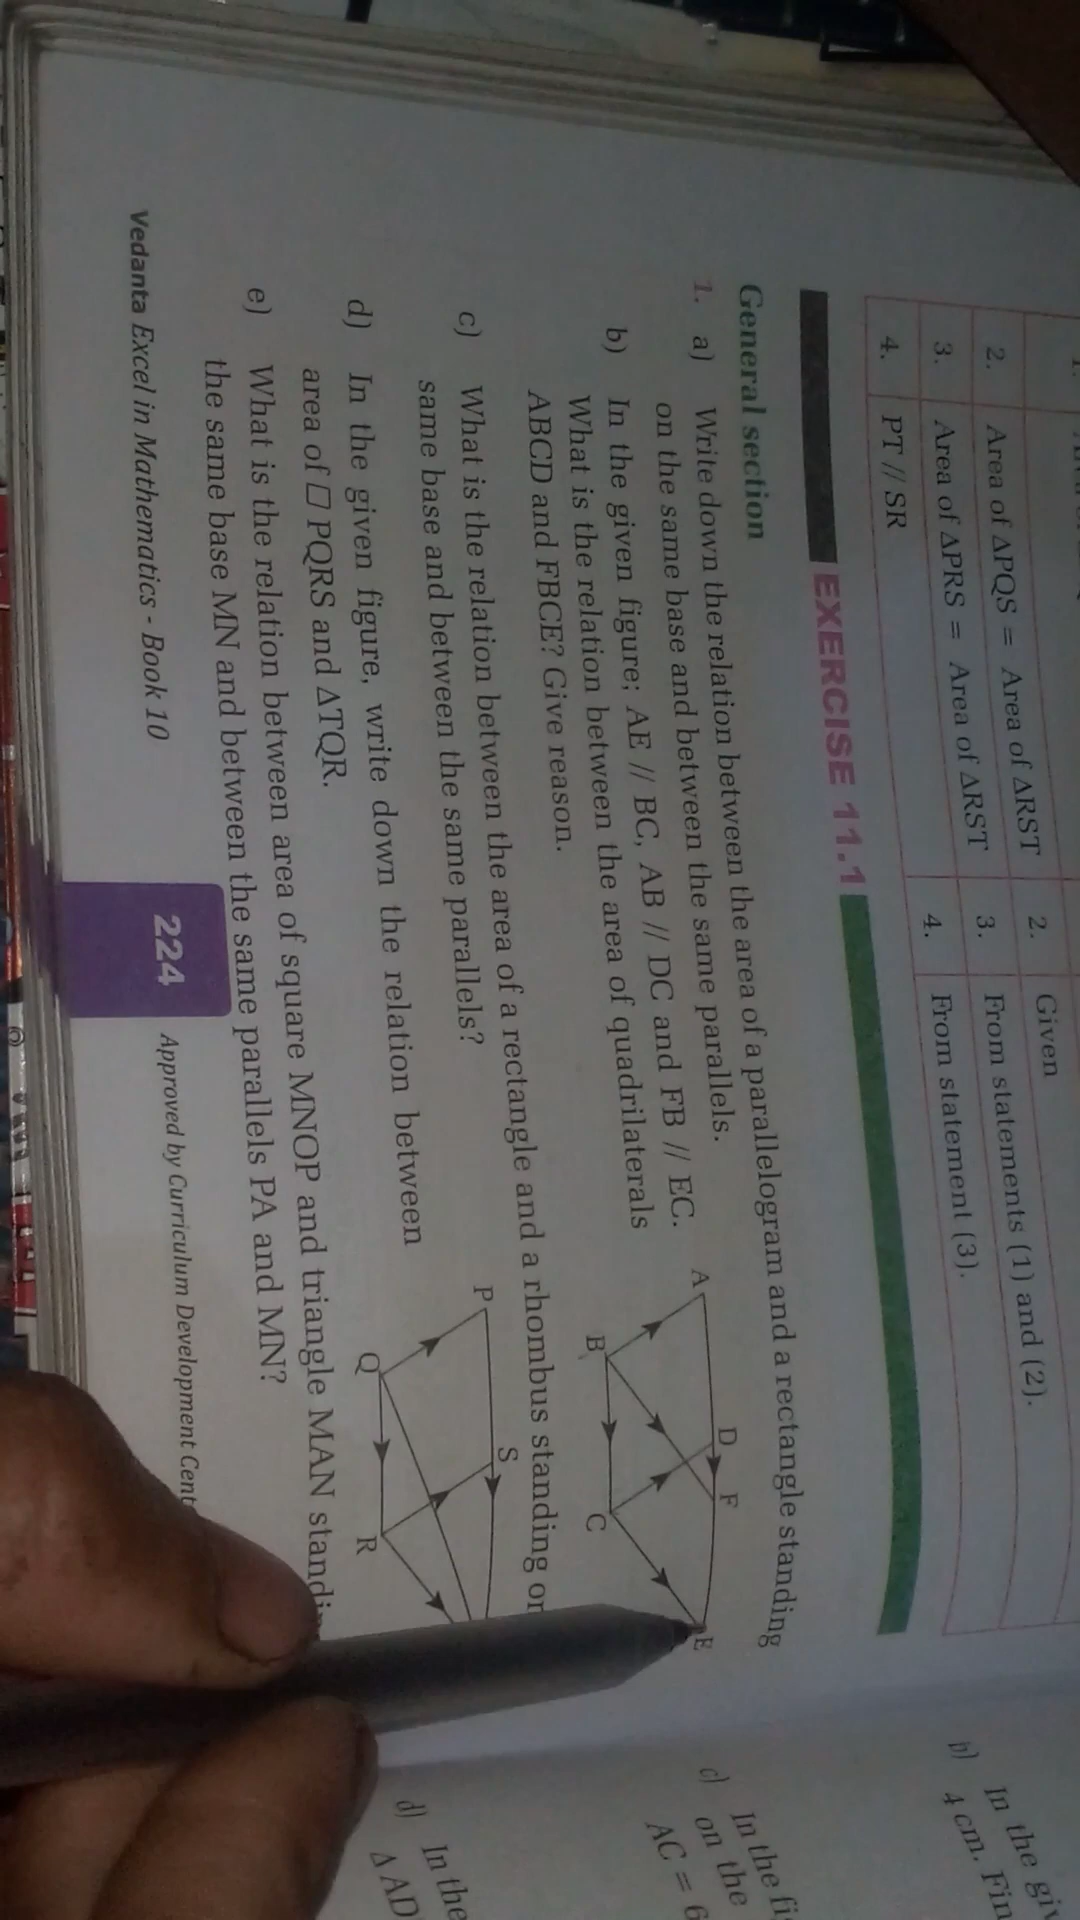 2. Area of ΔPQS = Area of ΔRST 2. Given
3. Area of ΔPRS = Area of ΔRST 3. From statements (1) and (2).
4. PT // SR 4. From statement (3).
EXERCISE 11.1
General section
1. a) Write down the relation between the area of a parallelogram and a rectangle standing
on the same base and between the same parallels.
b) In the given figure; AE // BC, AB // DC and FB // EC.
What is the relation between the area of quadrilaterals
ABCD and FBCE? Give reason.
A D F E
B C
c) What is the relation between the area of a rectangle and a rhombus standing or
same base and between the same parallels?
d) In the given figure, write down the relation between
area of □ PQRS and ΔTQR.
P S
Q R
e) What is the relation between area of square MNOP and triangle MAN standi
the same base MN and between the same parallels PA and MN?
Vedanta Excel in Mathematics - Book 10
224
Approved by Curriculum Development Cent
b) In the giv
4 cm. Fin
c) In the fi
on the
AC = 6
d) In the
Δ AD